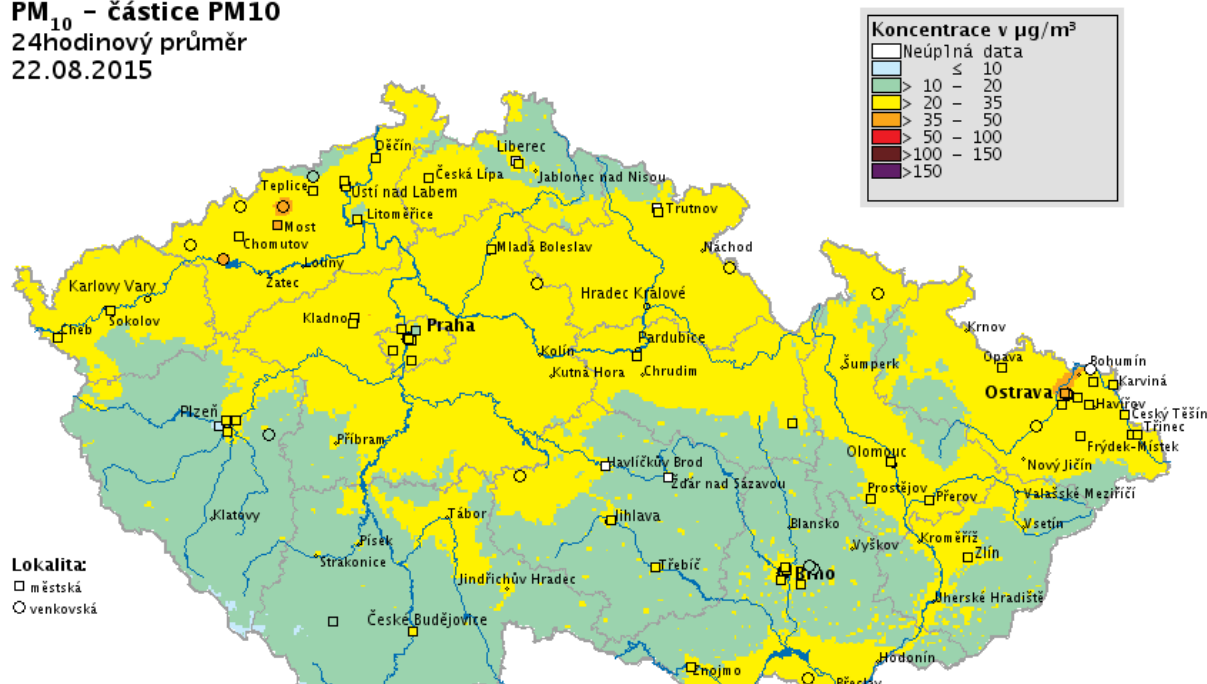 PM10 – částice PM10
24hodinový průměr
22.08.2015
Koncentrace v µg/m³
Neúplná data
≤ 10
> 10 – 20
> 20 – 35
> 35 – 50
> 50 – 100
>100 – 150
>150
Děčín
Liberec
Teplice
Česká Lípa
Jablonec nad Nisou
Ústí nad Labem
Litoměřice
Trutnov
Most
Chomutov
Mladá Boleslav
Náchod
Louny
Žatec
Karlovy Vary
Hradec Králové
Sokolov
Kladno
Praha
Cheb
Pardubice
Krnov
Kolín
Šumperk
Opava
Bohumín
Kutná Hora
Chrudim
Karviná
Ostrava
Havířov
Český Těšín
Plzeň
Třinec
Příbram
Frýdek-Místek
Olomouc
Havlíčkův Brod
Nový Jičín
Žďár nad Sázavou
Prostějov
Přerov
Valašské Meziříčí
Klatovy
Tábor
Jihlava
Blansko
Vsetín
Písek
Vyškov
Kroměříž
Strakonice
Zlín
Lokalita:
městská
venkovská
Třebíč
Brno
Jindřichův Hradec
Uherské Hradiště
České Budějovice
Hodonín
Znojmo
Břeclav